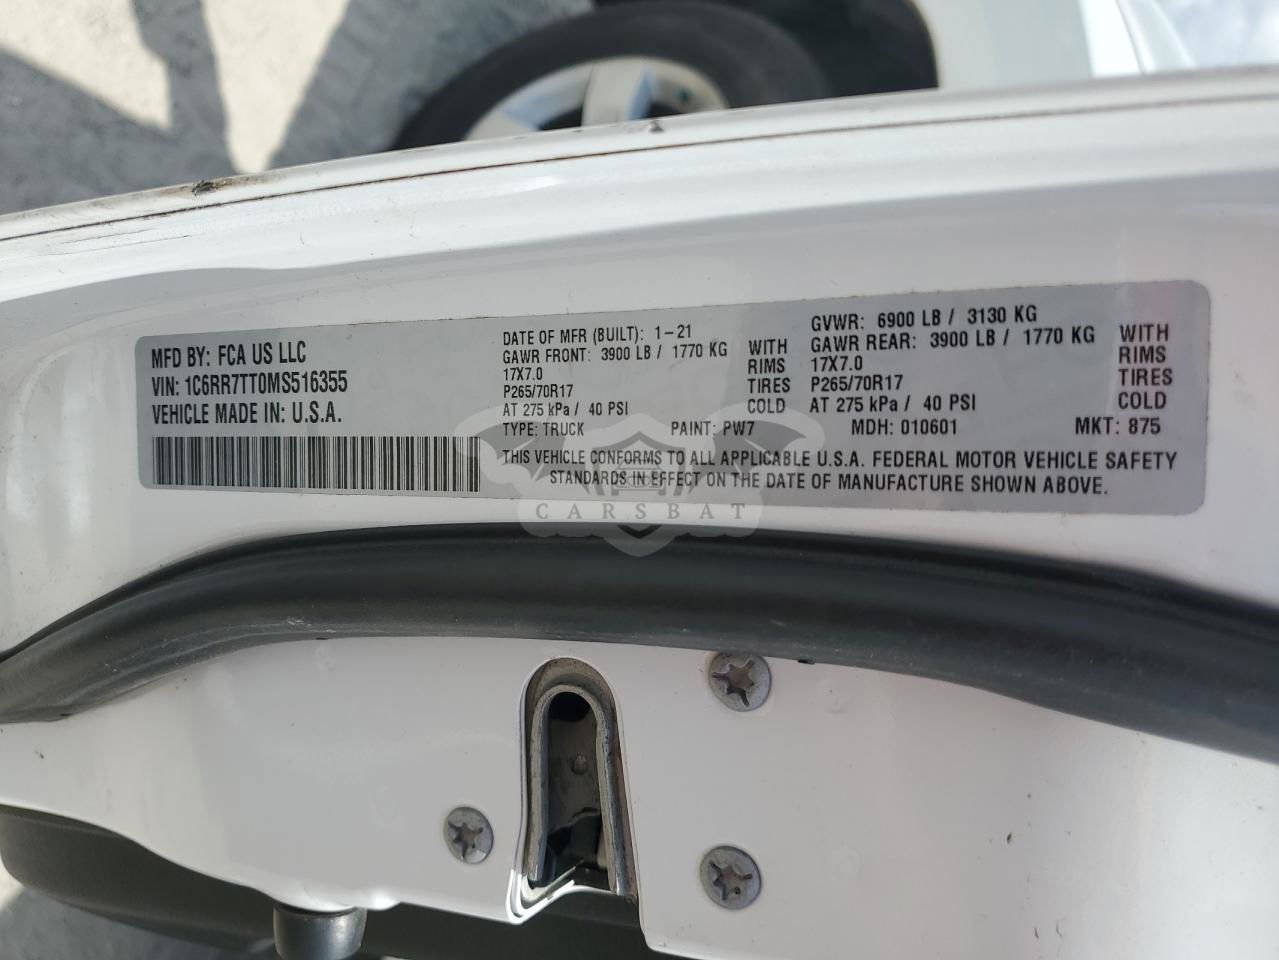 MFD BY: FCA US LLC
VIN: 1C6RR7TT0MS516355
VEHICLE MADE IN: U.S.A.
DATE OF MFR (BUILT): 1-21
GAWR FRONT: 3900 LB / 1770 KG WITH
17X7.0 RIMS
P265/70R17 TIRES
AT 275 kPa / 40 PSI COLD
GVWR: 6900 LB / 3130 KG
GAWR REAR: 3900 LB / 1770 KG WITH
17X7.0 RIMS
P265/70R17 TIRES
AT 275 kPa / 40 PSI COLD
TYPE: TRUCK PAINT: PW7 MDH: 010601 MKT: 875
THIS VEHICLE CONFORMS TO ALL APPLICABLE U.S.A. FEDERAL MOTOR VEHICLE SAFETY
STANDARDS IN EFFECT ON THE DATE OF MANUFACTURE SHOWN ABOVE.
CARSBAT